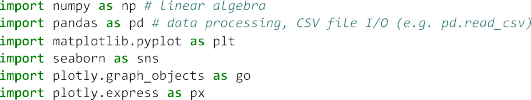 import numpy as np # linear algebra
import pandas as pd # data processing, CSV file I/O (e.g. pd.read_csv)
import matplotlib.pyplot as plt
import seaborn as sns
import plotly.graph_objects as go
import plotly.express as px